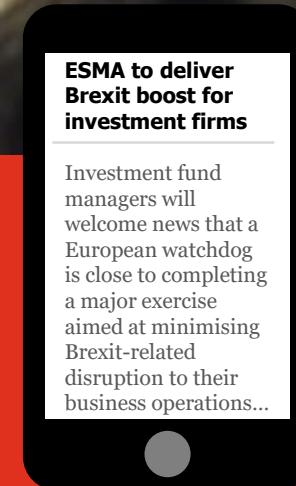 ESMA to deliver
Brexit boost for
investment firms
Investment fund
managers will
welcome news that a
European watchdog
is close to completing
a major exercise
aimed at minimising
Brexit-related
disruption to their
business operations...